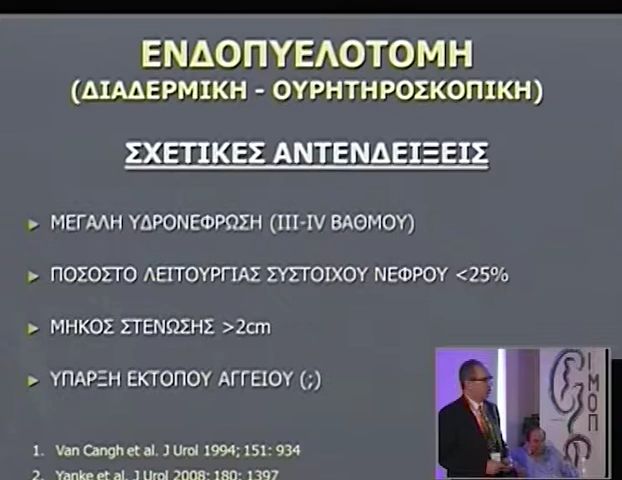 ΕΝΔΟΠΥΕΛΟΤΟΜΗ
(ΔΙΑΔΕΡΜΙΚΗ - ΟΥΡΗΤΗΡΟΣΚΟΠΙΚΗ)
ΣΧΕΤΙΚΕΣ ΑΝΤΕΝΔΕΙΞΕΙΣ
ΜΕΓΑΛΗ ΥΔΡΟΝΕΦΡΩΣΗ (III-IV ΒΑΘΜΟΥ)
ΠΟΣΟΣΤΟ ΛΕΙΤΟΥΡΓΙΑΣ ΣΥΣΤΟΙΧΟΥ ΝΕΦΡΟΥ <25%
ΜΗΚΟΣ ΣΤΕΝΩΣΗΣ >2cm
ΥΠΑΡΞΗ ΕΚΤΟΠΟΥ ΑΓΓΕΙΟΥ (;)
1. Van Cangh et al. J Urol 1994; 151: 934
2. Yanke et al. J Urol 2008; 180: 1397
ΙΜΟΠ